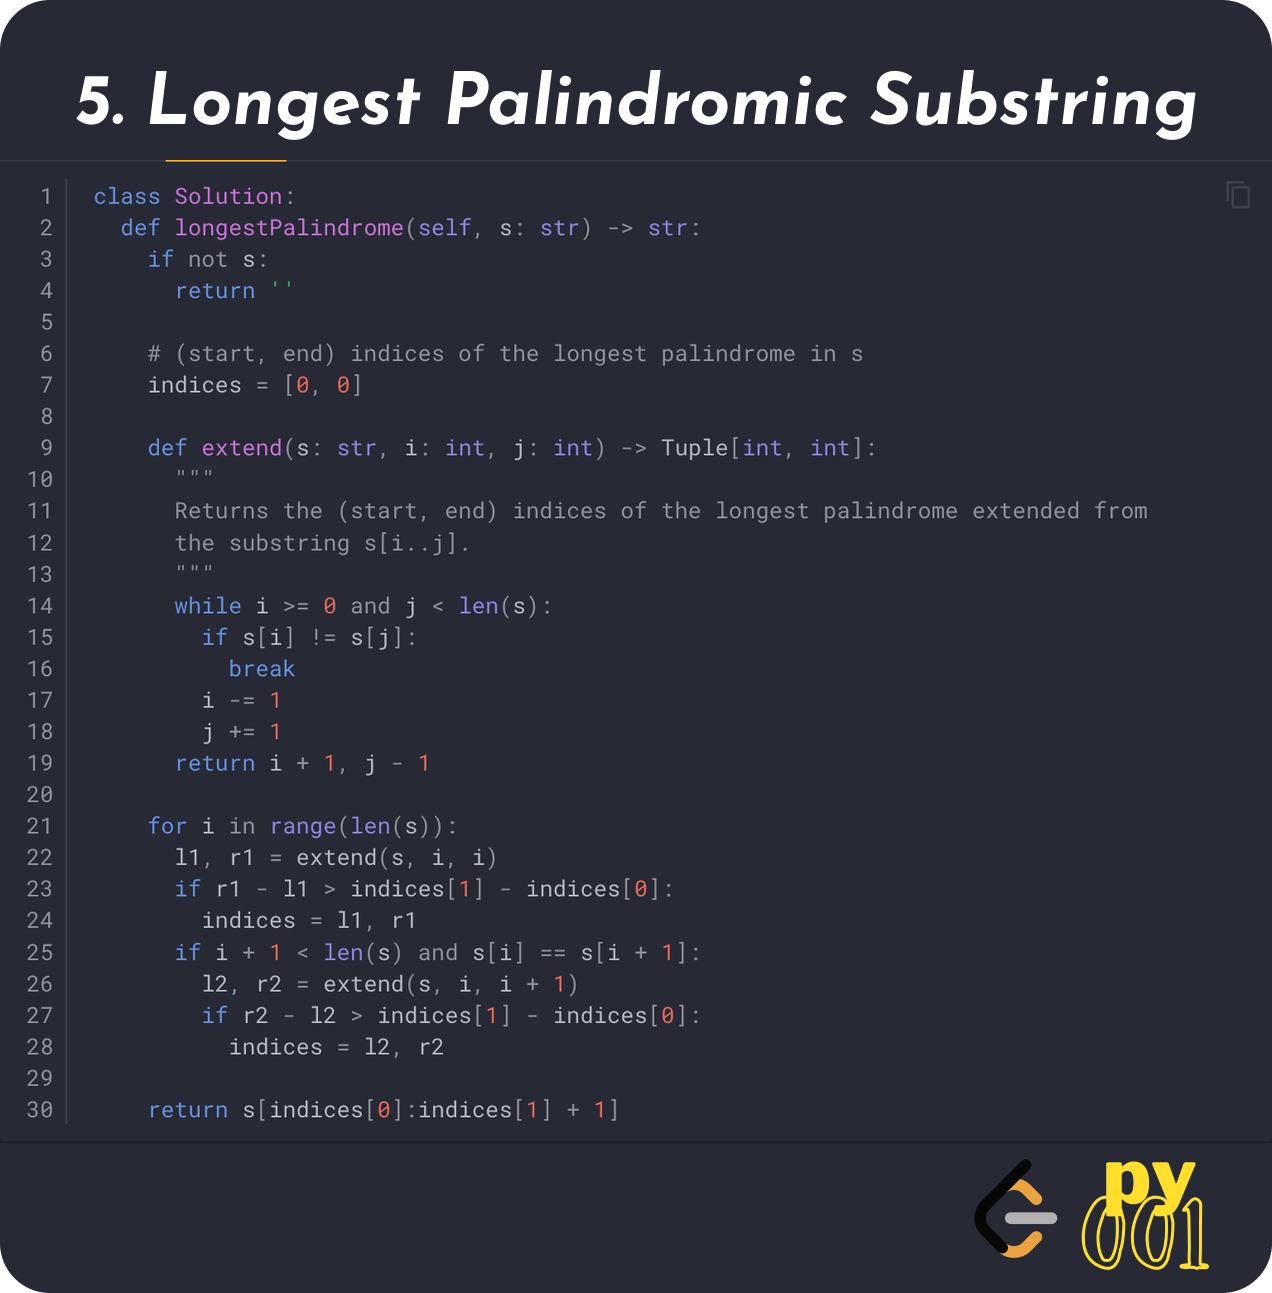 5. Longest Palindromic Substring
1 class Solution:
2   def longestPalindrome(self, s: str) -> str:
3     if not s:
4       return ''
5
6     # (start, end) indices of the longest palindrome in s
7     indices = [0, 0]
8
9     def extend(s: str, i: int, j: int) -> Tuple[int, int]:
10       """
11       Returns the (start, end) indices of the longest palindrome extended from
12       the substring s[i..j].
13       """
14       while i >= 0 and j < len(s):
15         if s[i] != s[j]:
16           break
17         i -= 1
18         j += 1
19       return i + 1, j - 1
20
21     for i in range(len(s)):
22       l1, r1 = extend(s, i, i)
23       if r1 - l1 > indices[1] - indices[0]:
24         indices = l1, r1
25       if i + 1 < len(s) and s[i] == s[i + 1]:
26         l2, r2 = extend(s, i, i + 1)
27         if r2 - l2 > indices[1] - indices[0]:
28           indices = l2, r2
29
30     return s[indices[0]:indices[1] + 1]
py
001